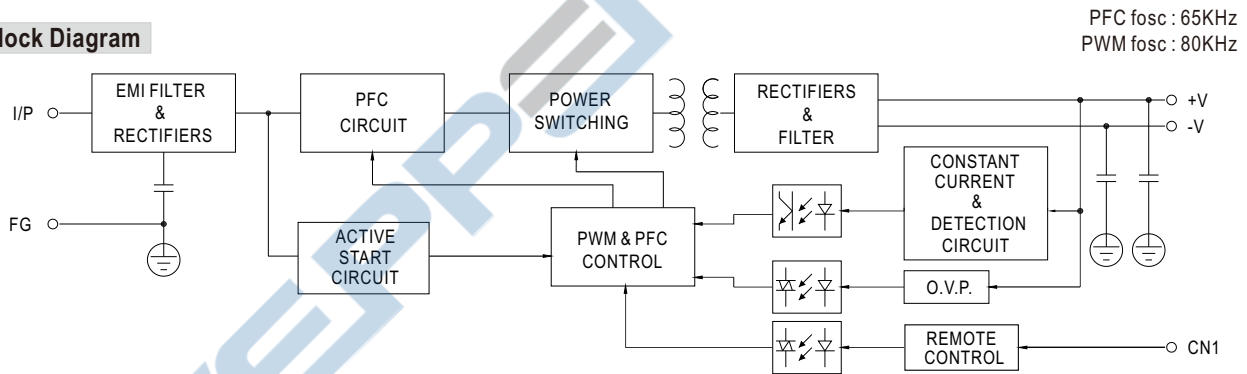 PFC fosc : 65KHz
PWM fosc : 80KHz
lock Diagram
I/P
EMI FILTER
&
RECTIFIERS
PFC
CIRCUIT
POWER
SWITCHING
RECTIFIERS
&
FILTER
+V
-V
FG
ACTIVE
START
CIRCUIT
PWM & PFC
CONTROL
CONSTANT
CURRENT
&
DETECTION
CIRCUIT
O.V.P.
REMOTE
CONTROL
CN1